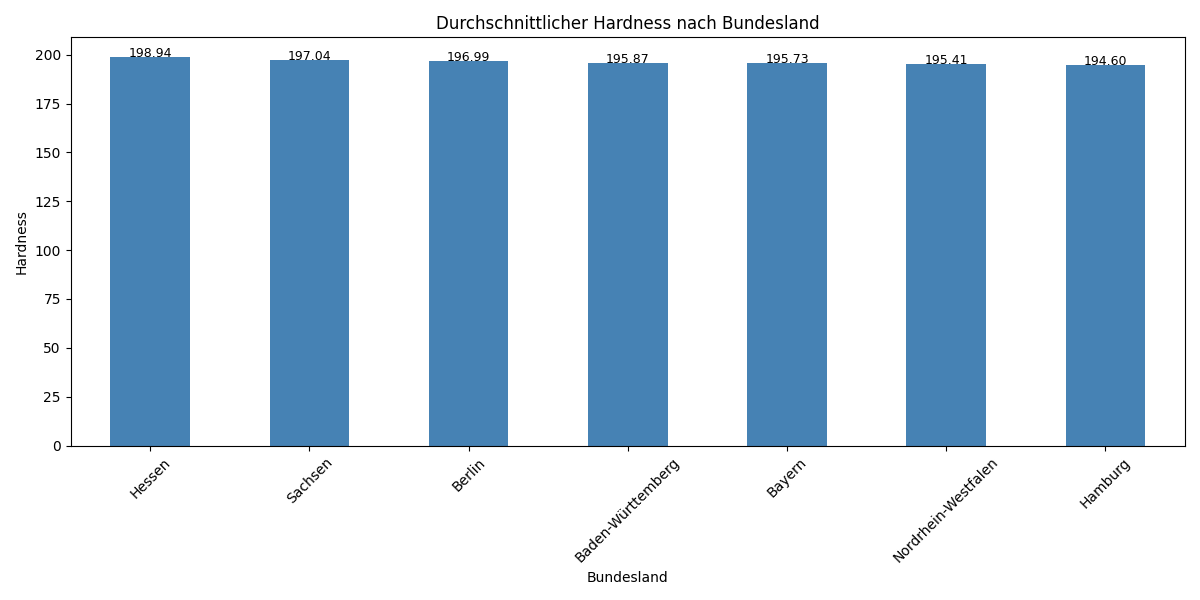 Durchschnittlicher Hardness nach Bundesland
198.94
197.04
196.99
195.87
195.73
195.41
194.60
200
175
150
125
100
75
50
25
0
Hardness
Hessen
Sachsen
Berlin
Baden-Württemberg
Bayern
Nordrhein-Westfalen
Hamburg
Bundesland